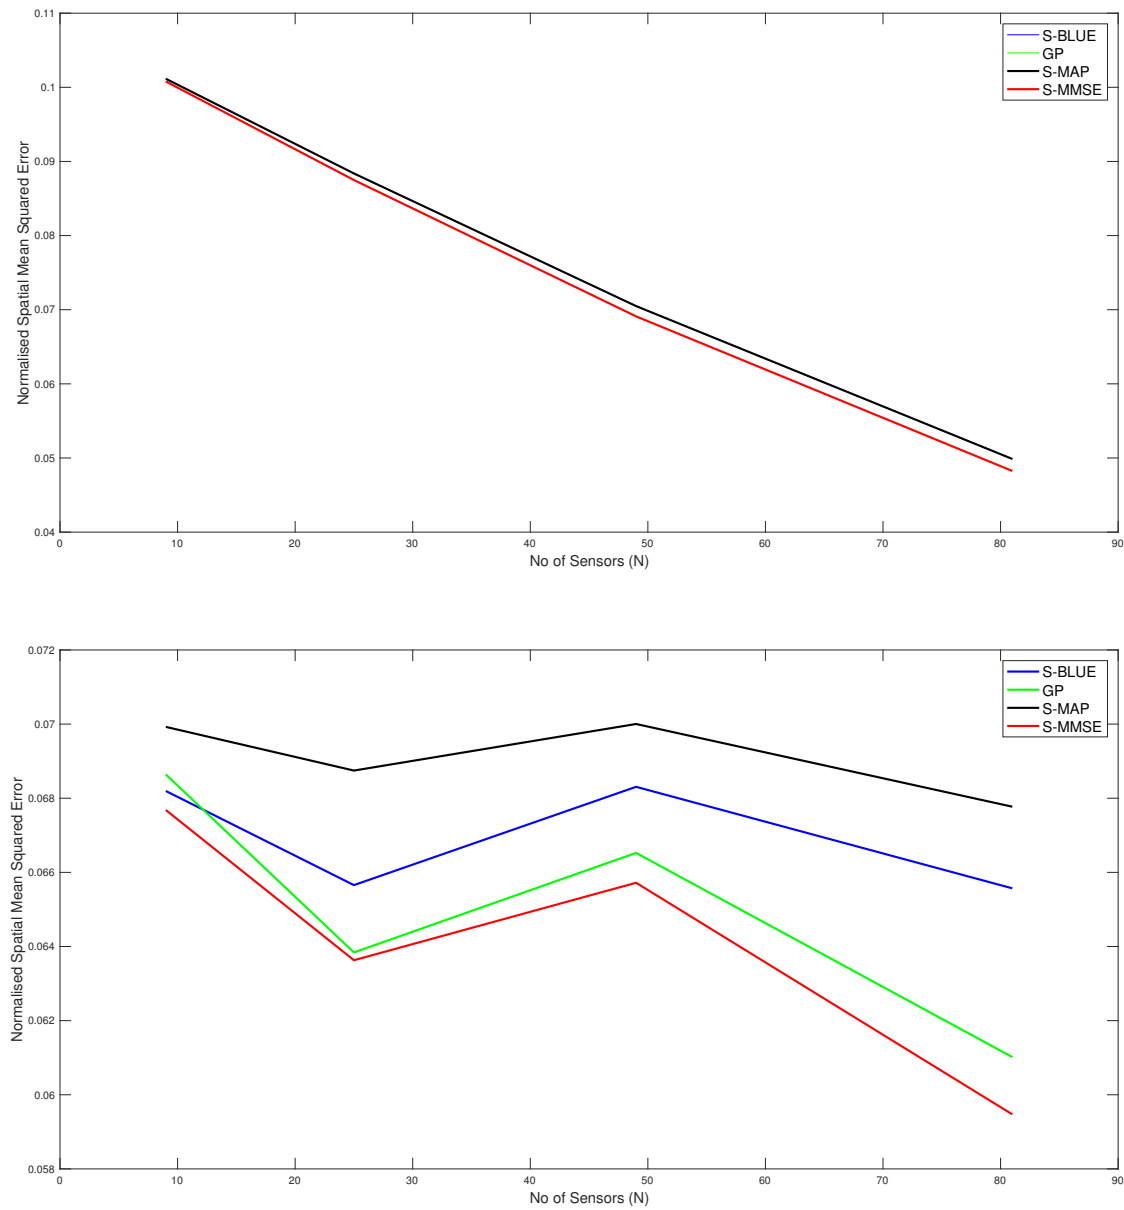 0.11
0.1
0.09
0.08
0.07
0.06
0.05
0.04
Normalised Spatial Mean Squared Error
0 10 20 30 40 50 60 70 80 90
No of Sensors (N)
S-BLUE
GP
S-MAP
S-MMSE
0.072
0.07
0.068
0.066
0.064
0.062
0.06
0.058
Normalised Spatial Mean Squared Error
0 10 20 30 40 50 60 70 80 90
No of Sensors (N)
S-BLUE
GP
S-MAP
S-MMSE